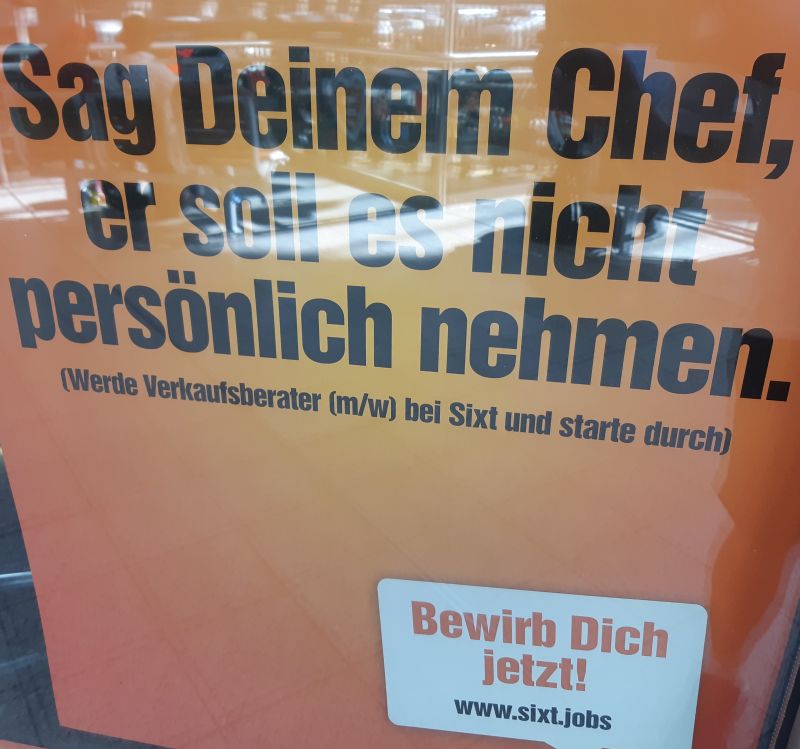 Sag Deinem Chef,
er soll es nicht
persönlich nehmen.
(Werde Verkaufsberater (m/w) bei Sixt und starte durch)
Bewirb Dich
jetzt!
www.sixt.jobs